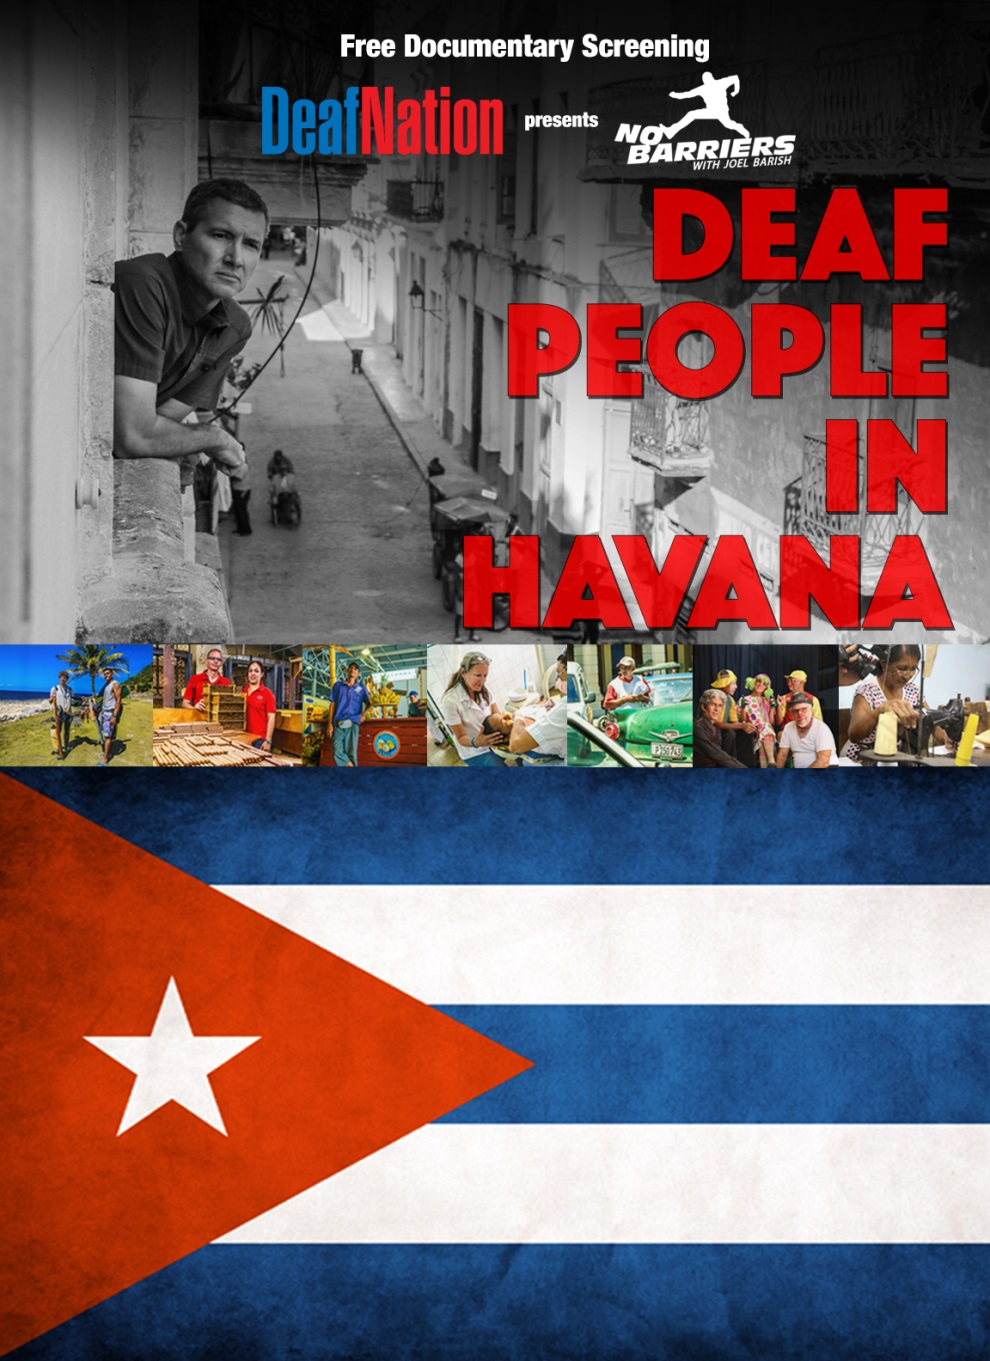 Free Documentary Screening
DeafNation presents NO BARRIERS
WITH JOEL BARISH
DEAF
PEOPLE
IN
HAVANA